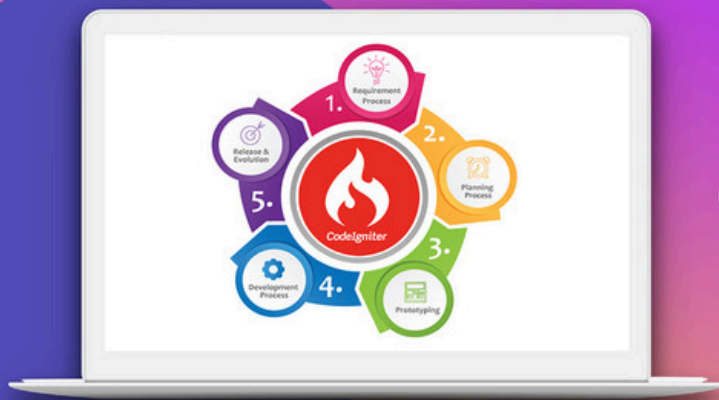 1.
Requirement
Process
2.
Planning
Process
3.
Prototyping
4.
Development
Process
5.
Release &
Evolution
CodeIgniter